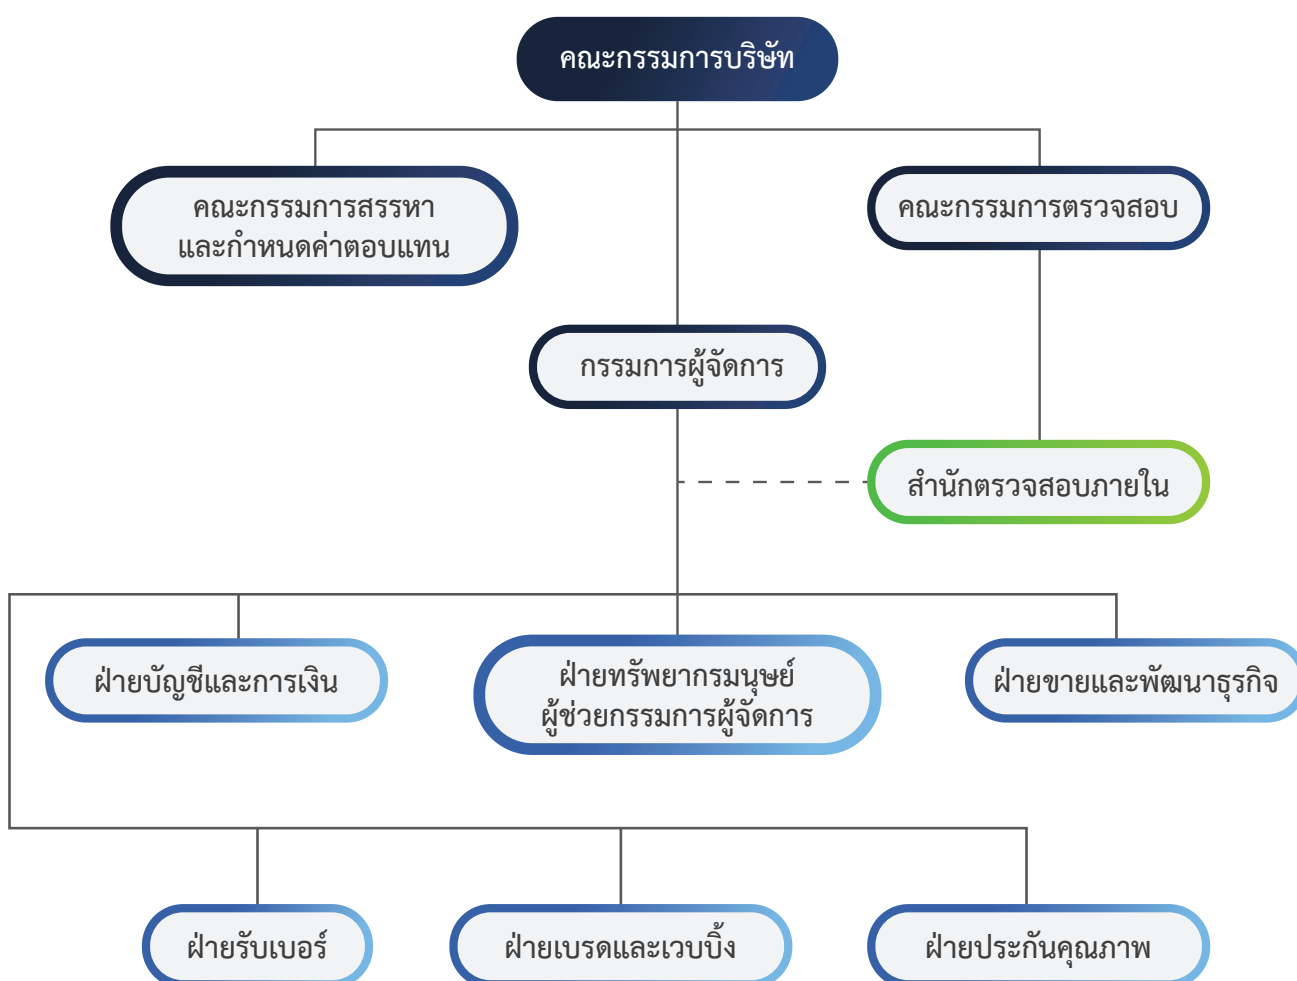 คณะกรรมการบริษัท
คณะกรรมการสรรหา
และกำหนดค่าตอบแทน
คณะกรรมการตรวจสอบ
กรรมการผู้จัดการ
สำนักตรวจสอบภายใน
ฝ่ายบัญชีและการเงิน
ฝ่ายทรัพยากรมนุษย์
ผู้ช่วยกรรมการผู้จัดการ
ฝ่ายขายและพัฒนาธุรกิจ
ฝ่ายรับเบอร์
ฝ่ายเบรดและเวบบิ้ง
ฝ่ายประกันคุณภาพ